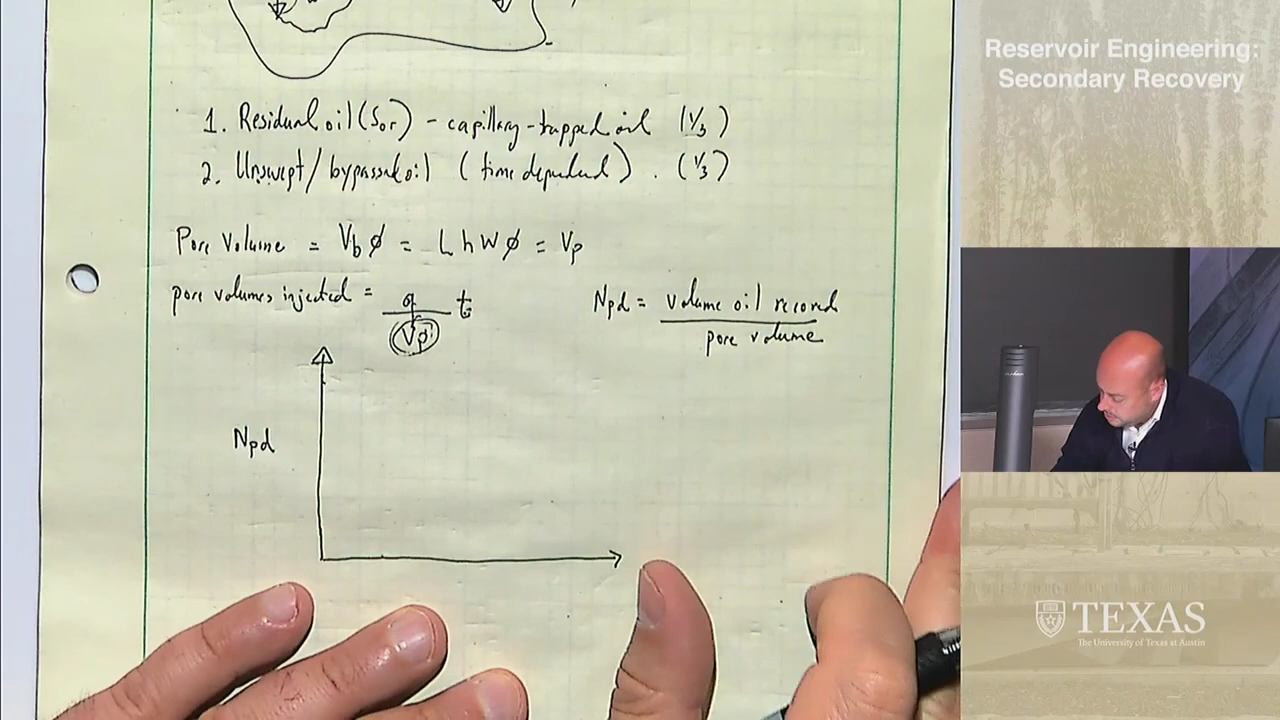 1. Residual oil (Sor) - capillary-trapped oil (1/3)
2. Unswept/bypassed oil (time dependend). (1/3)
Pore Volume = Vb φ = L h W φ = Vp
pore volumes injected = q/Vp t
Npd = volume oil recovred / pore volume
Npd
Reservoir Engineering:
Secondary Recovery
TEXAS
The University of Texas at Austin